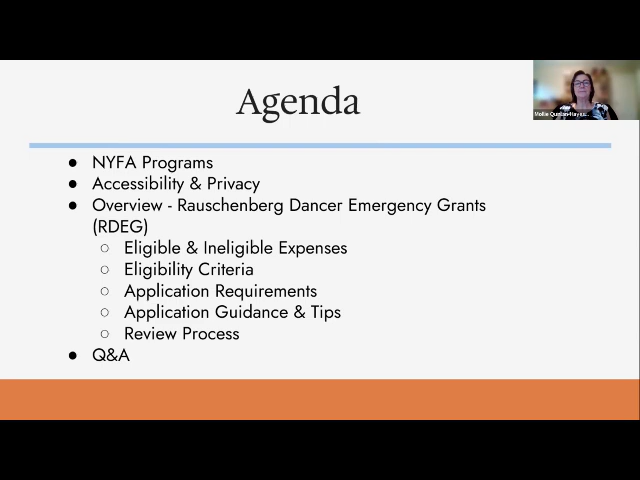 Agenda
Mollie
● NYFA Programs
● Accessibility & Privacy
● Overview - Rauschenberg Dancer Emergency Grants
(RDEG)
○ Eligible & Ineligible Expenses
○ Eligibility Criteria
○ Application Requirements
○ Application Guidance & Tips
○ Review Process
● Q&A